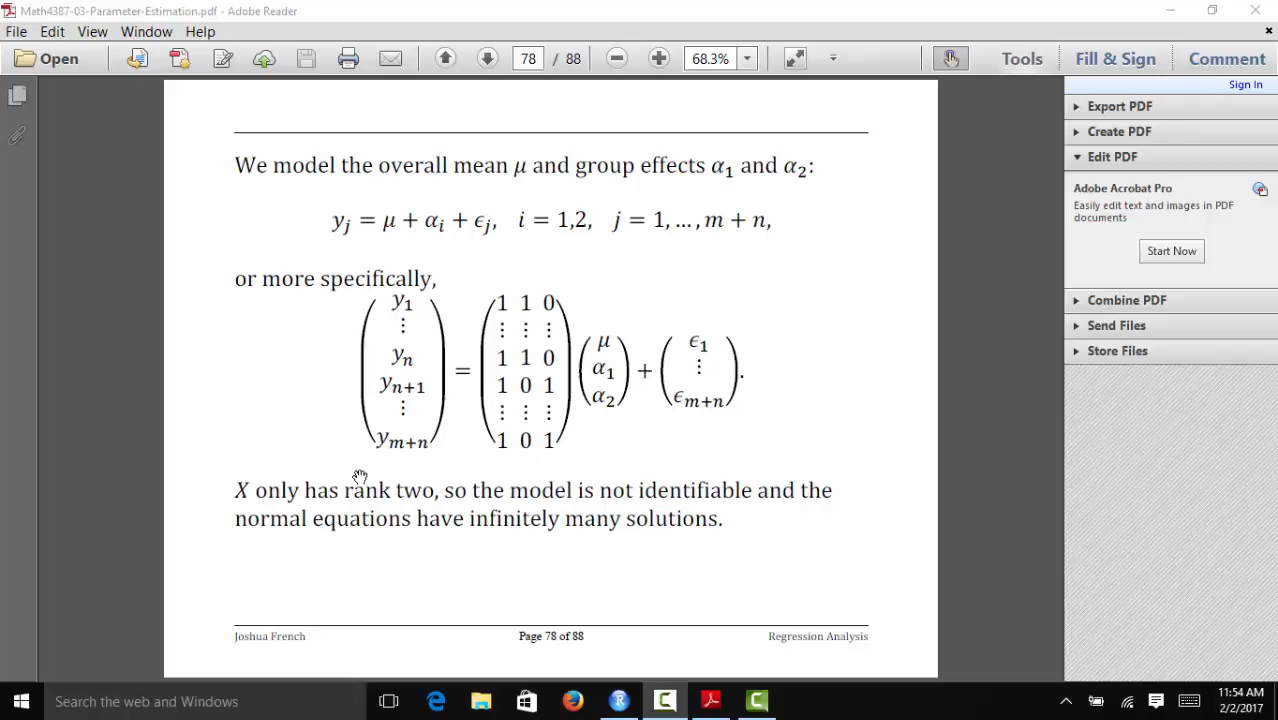 Math4387-03-Parameter-Estimation.pdf - Adobe Reader
File Edit View Window Help
Open 78 / 88 68.3% Tools Fill & Sign Comment
Sign In
Export PDF
Create PDF
Edit PDF
Adobe Acrobat Pro
Easily edit text and images in PDF
documents
Start Now
Combine PDF
Send Files
Store Files
We model the overall mean μ and group effects α₁ and α₂:
yⱼ = μ + αᵢ + ϵⱼ, i = 1,2, j = 1, … , m + n,
or more specifically,
y₁ 1 1 0
⋮ ⋮ ⋮ ⋮
yₙ 1 1 0 μ ϵ₁
yₙ₊₁ = 1 0 1 α₁ + ⋮ .
⋮ ⋮ ⋮ ⋮ α₂ ϵₘ₊ₙ
yₘ₊ₙ 1 0 1
X only has rank two, so the model is not identifiable and the
normal equations have infinitely many solutions.
Joshua French Page 78 of 88 Regression Analysis
Search the web and Windows
11:54 AM
2/2/2017